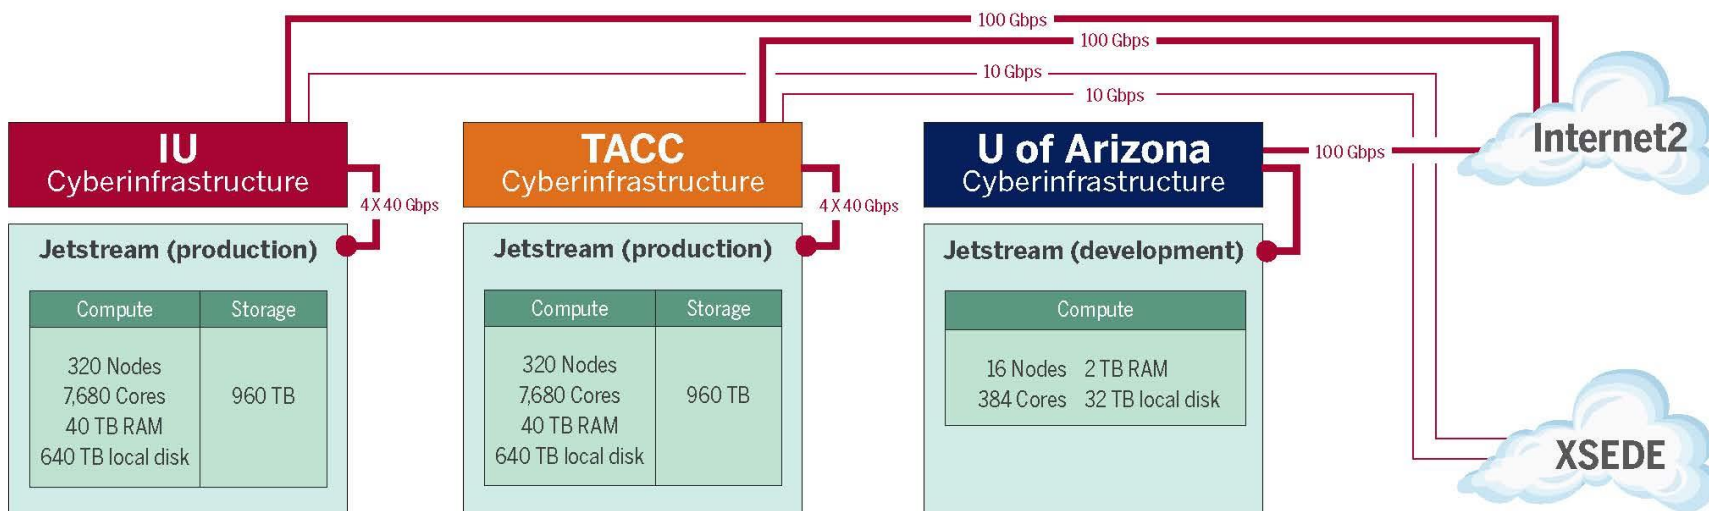 100 Gbps
100 Gbps
10 Gbps
10 Gbps
IU
Cyberinfrastructure
4 X 40 Gbps
TACC
Cyberinfrastructure
4 X 40 Gbps
U of Arizona
Cyberinfrastructure
100 Gbps
Internet2
Jetstream (production)
Compute Storage
320 Nodes
7,680 Cores
40 TB RAM
640 TB local disk
960 TB
Jetstream (production)
Compute Storage
320 Nodes
7,680 Cores
40 TB RAM
640 TB local disk
960 TB
Jetstream (development)
Compute
16 Nodes 2 TB RAM
384 Cores 32 TB local disk
XSEDE